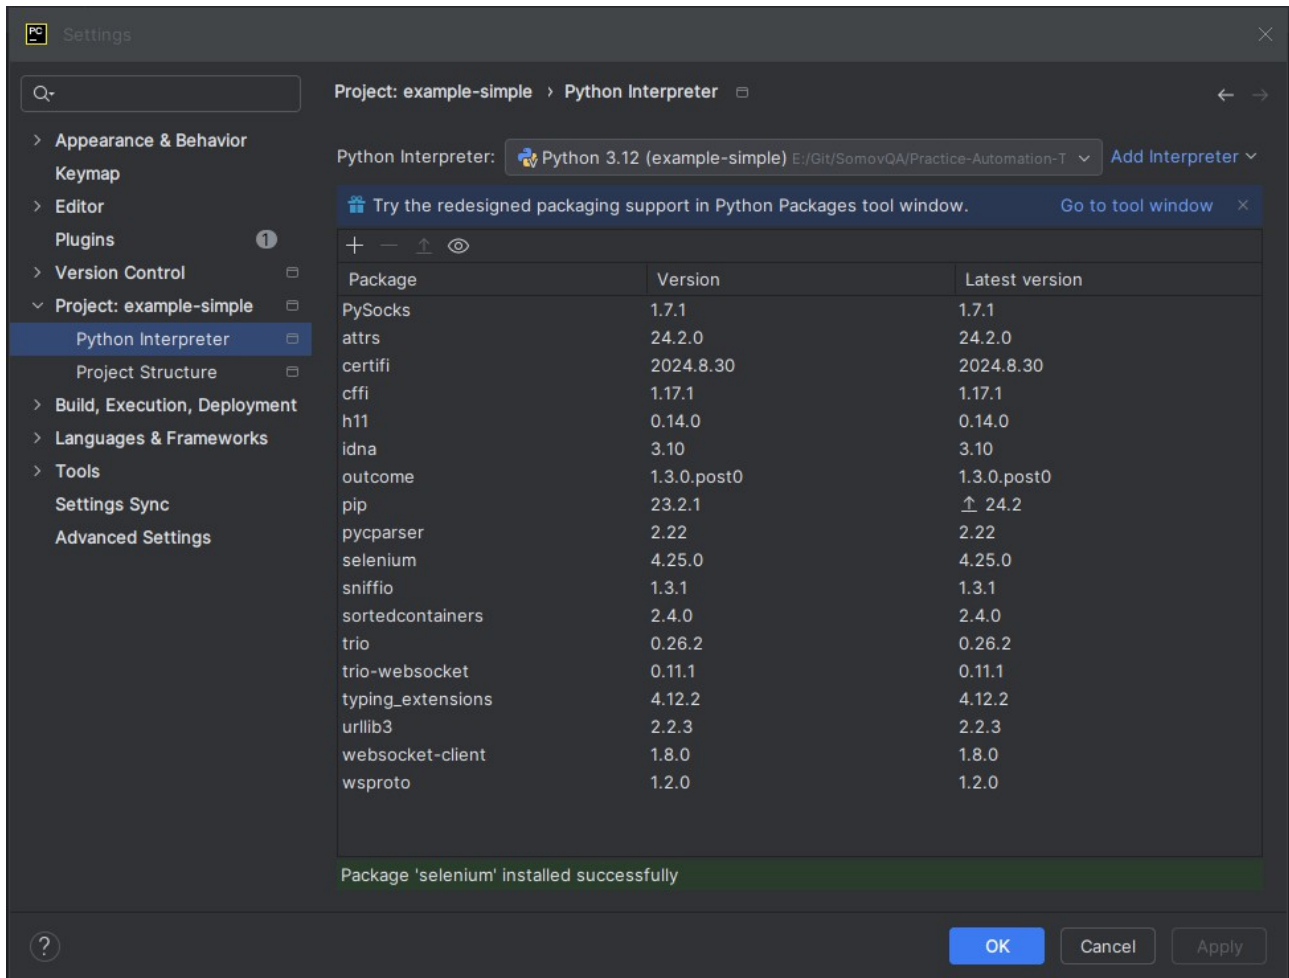 PC Settings
Project: example-simple › Python Interpreter
Appearance & Behavior
Keymap
Editor
Plugins 1
Version Control
Project: example-simple
Python Interpreter
Project Structure
Build, Execution, Deployment
Languages & Frameworks
Tools
Settings Sync
Advanced Settings
Python Interpreter: Python 3.12 (example-simple) E:/Git/SomovQA/Practice-Automation-T Add Interpreter
Try the redesigned packaging support in Python Packages tool window. Go to tool window
Package Version Latest version
PySocks 1.7.1 1.7.1
attrs 24.2.0 24.2.0
certifi 2024.8.30 2024.8.30
cffi 1.17.1 1.17.1
h11 0.14.0 0.14.0
idna 3.10 3.10
outcome 1.3.0.post0 1.3.0.post0
pip 23.2.1 24.2
pycparser 2.22 2.22
selenium 4.25.0 4.25.0
sniffio 1.3.1 1.3.1
sortedcontainers 2.4.0 2.4.0
trio 0.26.2 0.26.2
trio-websocket 0.11.1 0.11.1
typing_extensions 4.12.2 4.12.2
urllib3 2.2.3 2.2.3
websocket-client 1.8.0 1.8.0
wsproto 1.2.0 1.2.0
Package 'selenium' installed successfully
? OK Cancel Apply